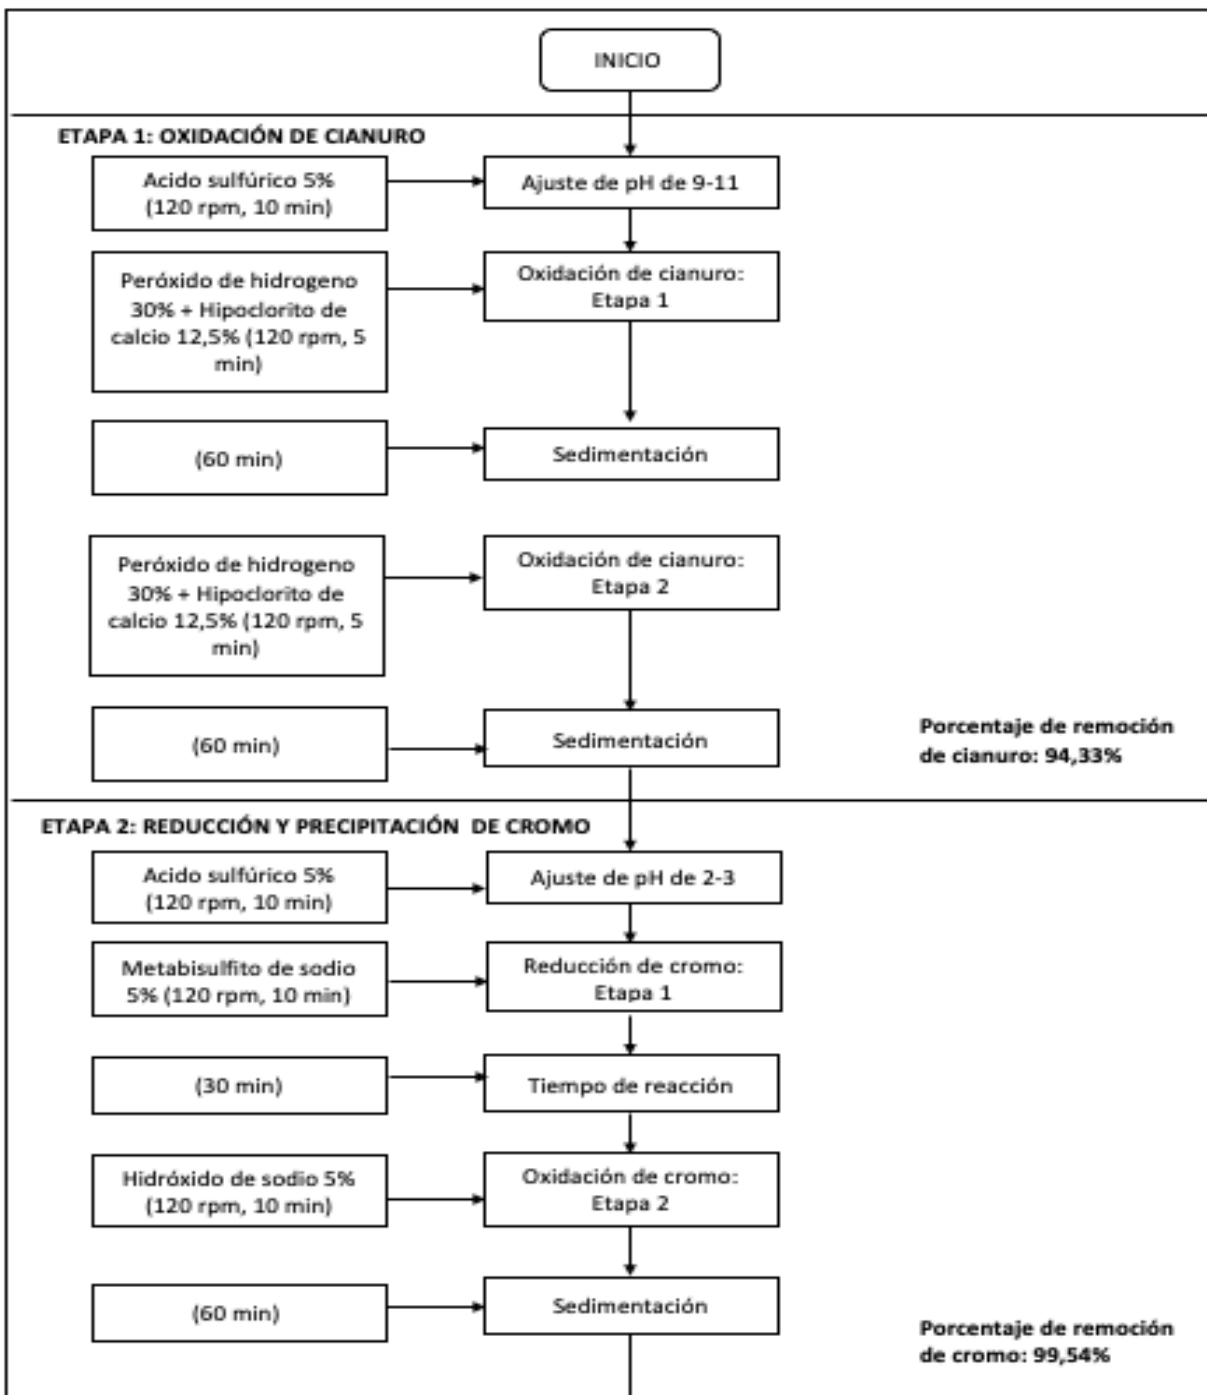 INICIO
ETAPA 1: OXIDACIÓN DE CIANURO
Acido sulfúrico 5%
(120 rpm, 10 min)
Ajuste de pH de 9-11
Peróxido de hidrogeno
30% + Hipoclorito de
calcio 12,5% (120 rpm, 5
min)
Oxidación de cianuro:
Etapa 1
(60 min)
Sedimentación
Peróxido de hidrogeno
30% + Hipoclorito de
calcio 12,5% (120 rpm, 5
min)
Oxidación de cianuro:
Etapa 2
(60 min)
Sedimentación
Porcentaje de remoción
de cianuro: 94,33%
ETAPA 2: REDUCCIÓN Y PRECIPITACIÓN DE CROMO
Acido sulfúrico 5%
(120 rpm, 10 min)
Ajuste de pH de 2-3
Metabisulfito de sodio
5% (120 rpm, 10 min)
Reducción de cromo:
Etapa 1
(30 min)
Tiempo de reacción
Hidróxido de sodio 5%
(120 rpm, 10 min)
Oxidación de cromo:
Etapa 2
(60 min)
Sedimentación
Porcentaje de remoción
de cromo: 99,54%